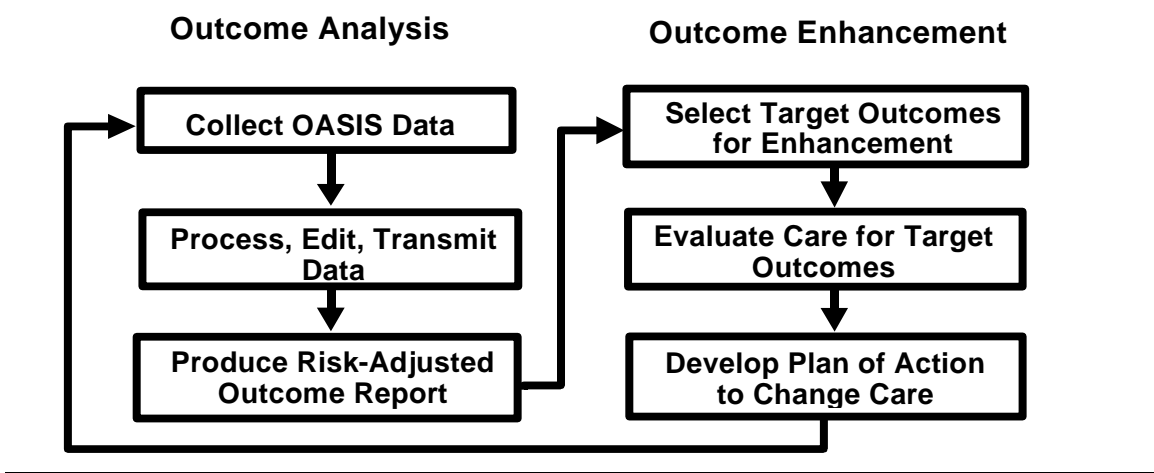 Outcome Analysis
Collect OASIS Data
Process, Edit, Transmit
Data
Produce Risk-Adjusted
Outcome Report
Outcome Enhancement
Select Target Outcomes
for Enhancement
Evaluate Care for Target
Outcomes
Develop Plan of Action
to Change Care